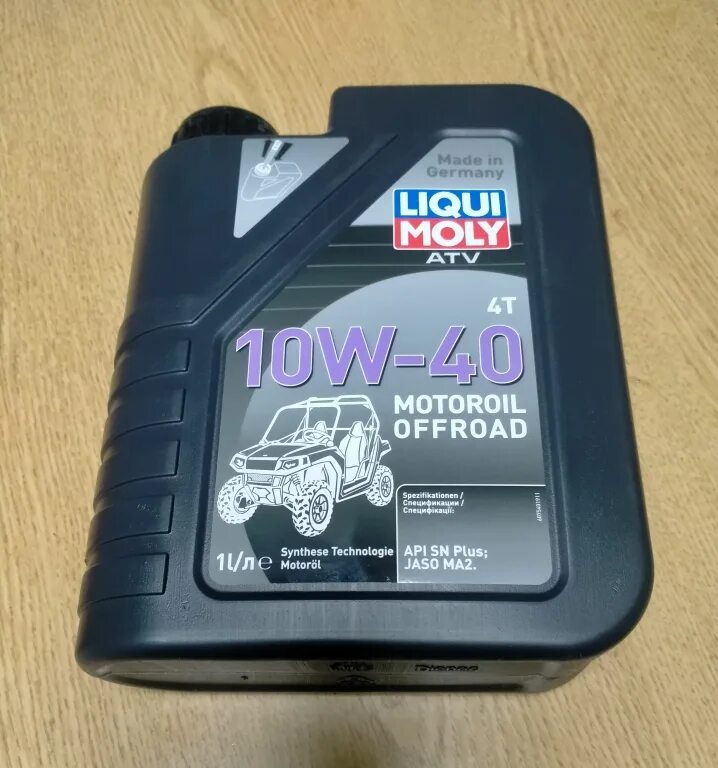 Made in
Germany
LIQUI
MOLY
ATV
4T
10W-40
MOTOROIL
OFFROAD
Spezifikationen /
Спецификации /
Специфікації:
API SN Plus;
JASO MA2.
1l/л e
Synthese Technologie
Motoröl